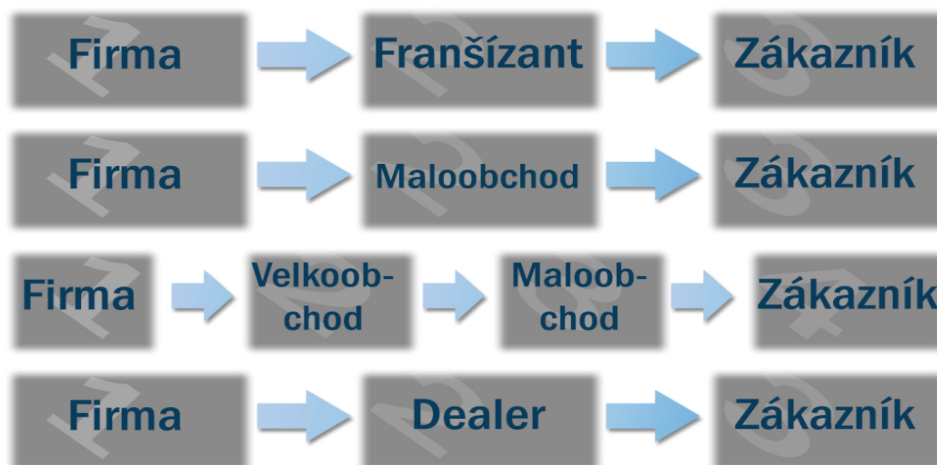 Firma Franšízant Zákazník
Firma Maloobchod Zákazník
Firma Velkoob-
chod Maloob-
chod Zákazník
Firma Dealer Zákazník